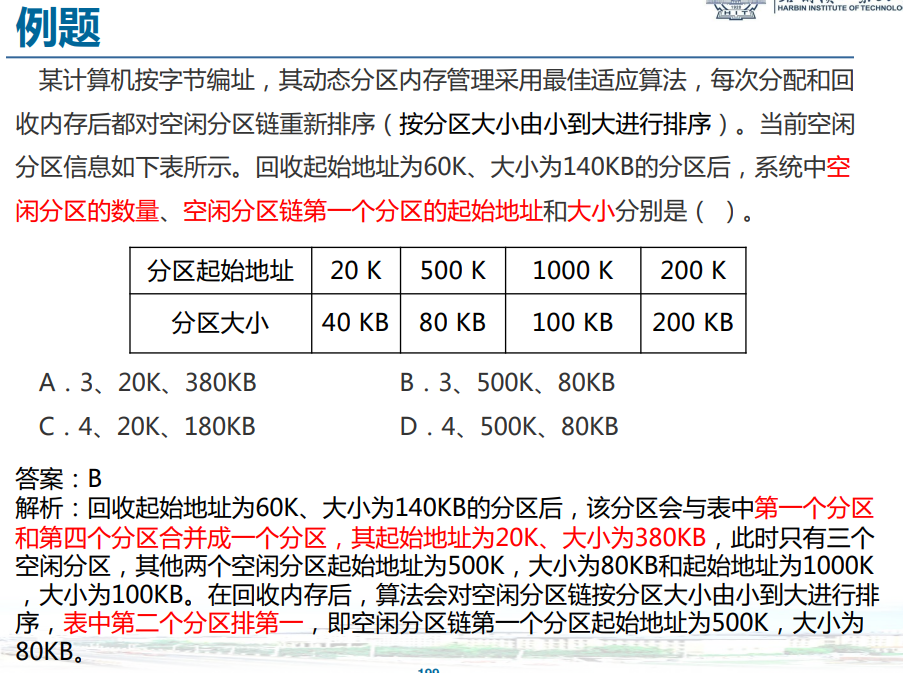 例题
HARBIN INSTITUTE OF TECHNOLO
某计算机按字节编址，其动态分区内存管理采用最佳适应算法，每次分配和回
收内存后都对空闲分区链重新排序（按分区大小由小到大进行排序）。当前空闲
分区信息如下表所示。回收起始地址为60K、大小为140KB的分区后，系统中空
闲分区的数量、空闲分区链第一个分区的起始地址和大小分别是（ ）。
分区起始地址 20 K 500 K 1000 K 200 K
分区大小 40 KB 80 KB 100 KB 200 KB
A．3、20K、380KB B．3、500K、80KB
C．4、20K、180KB D．4、500K、80KB
答案：B
解析：回收起始地址为60K、大小为140KB的分区后，该分区会与表中第一个分区
和第四个分区合并成一个分区，其起始地址为20K、大小为380KB，此时只有三个
空闲分区，其他两个空闲分区起始地址为500K，大小为80KB和起始地址为1000K
，大小为100KB。在回收内存后，算法会对空闲分区链按分区大小由小到大进行排
序，表中第二个分区排第一，即空闲分区链第一个分区起始地址为500K，大小为
80KB。